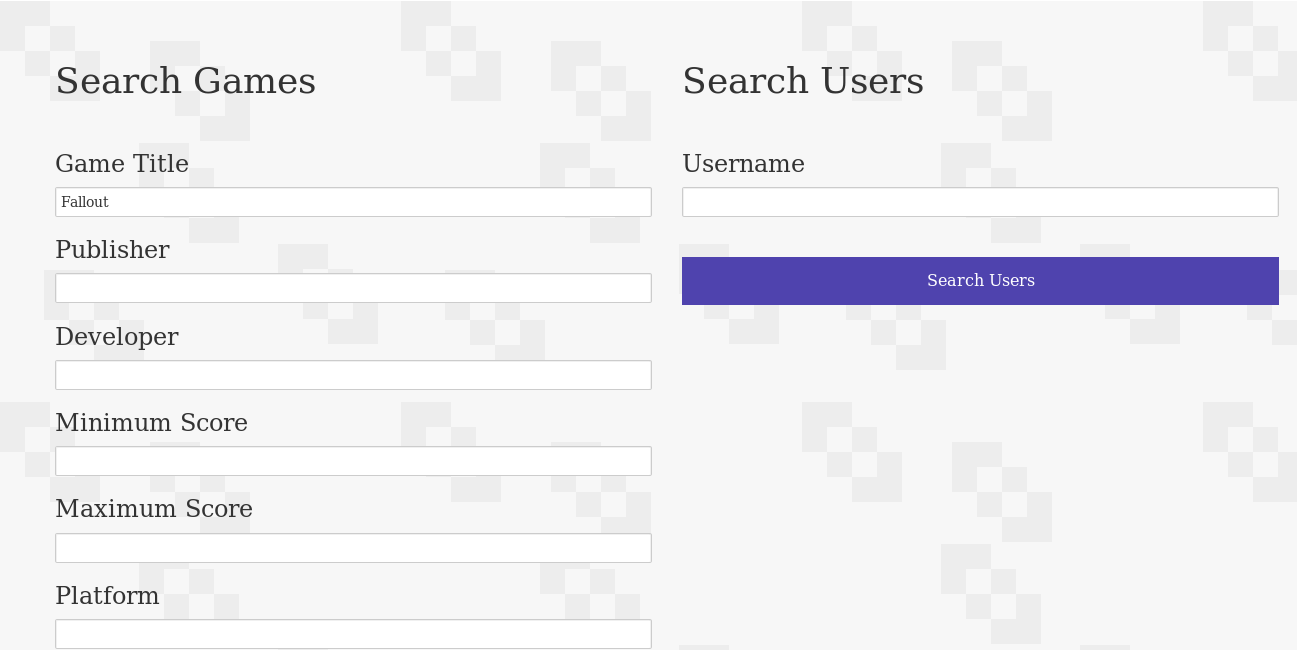 Search Games
Game Title
Fallout
Publisher
Developer
Minimum Score
Maximum Score
Platform
Search Users
Username
Search Users